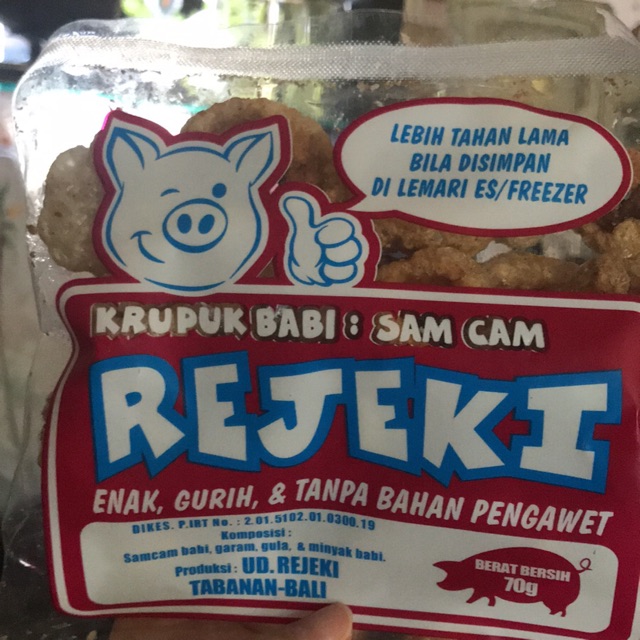 LEBIH TAHAN LAMA
BILA DISIMPAN
DI LEMARI ES/FREEZER
KRUPUK BABI : SAM CAM
REJEKI
ENAK, GURIH, & TANPA BAHAN PENGAWET
DIKES. P.IRT No. : 2.01.5102.01.0300.19
Komposisi :
Samcam babi, garam, gula, & minyak babi.
Produksi : UD. REJEKI
TABANAN-BALI
BERAT BERSIH
70g